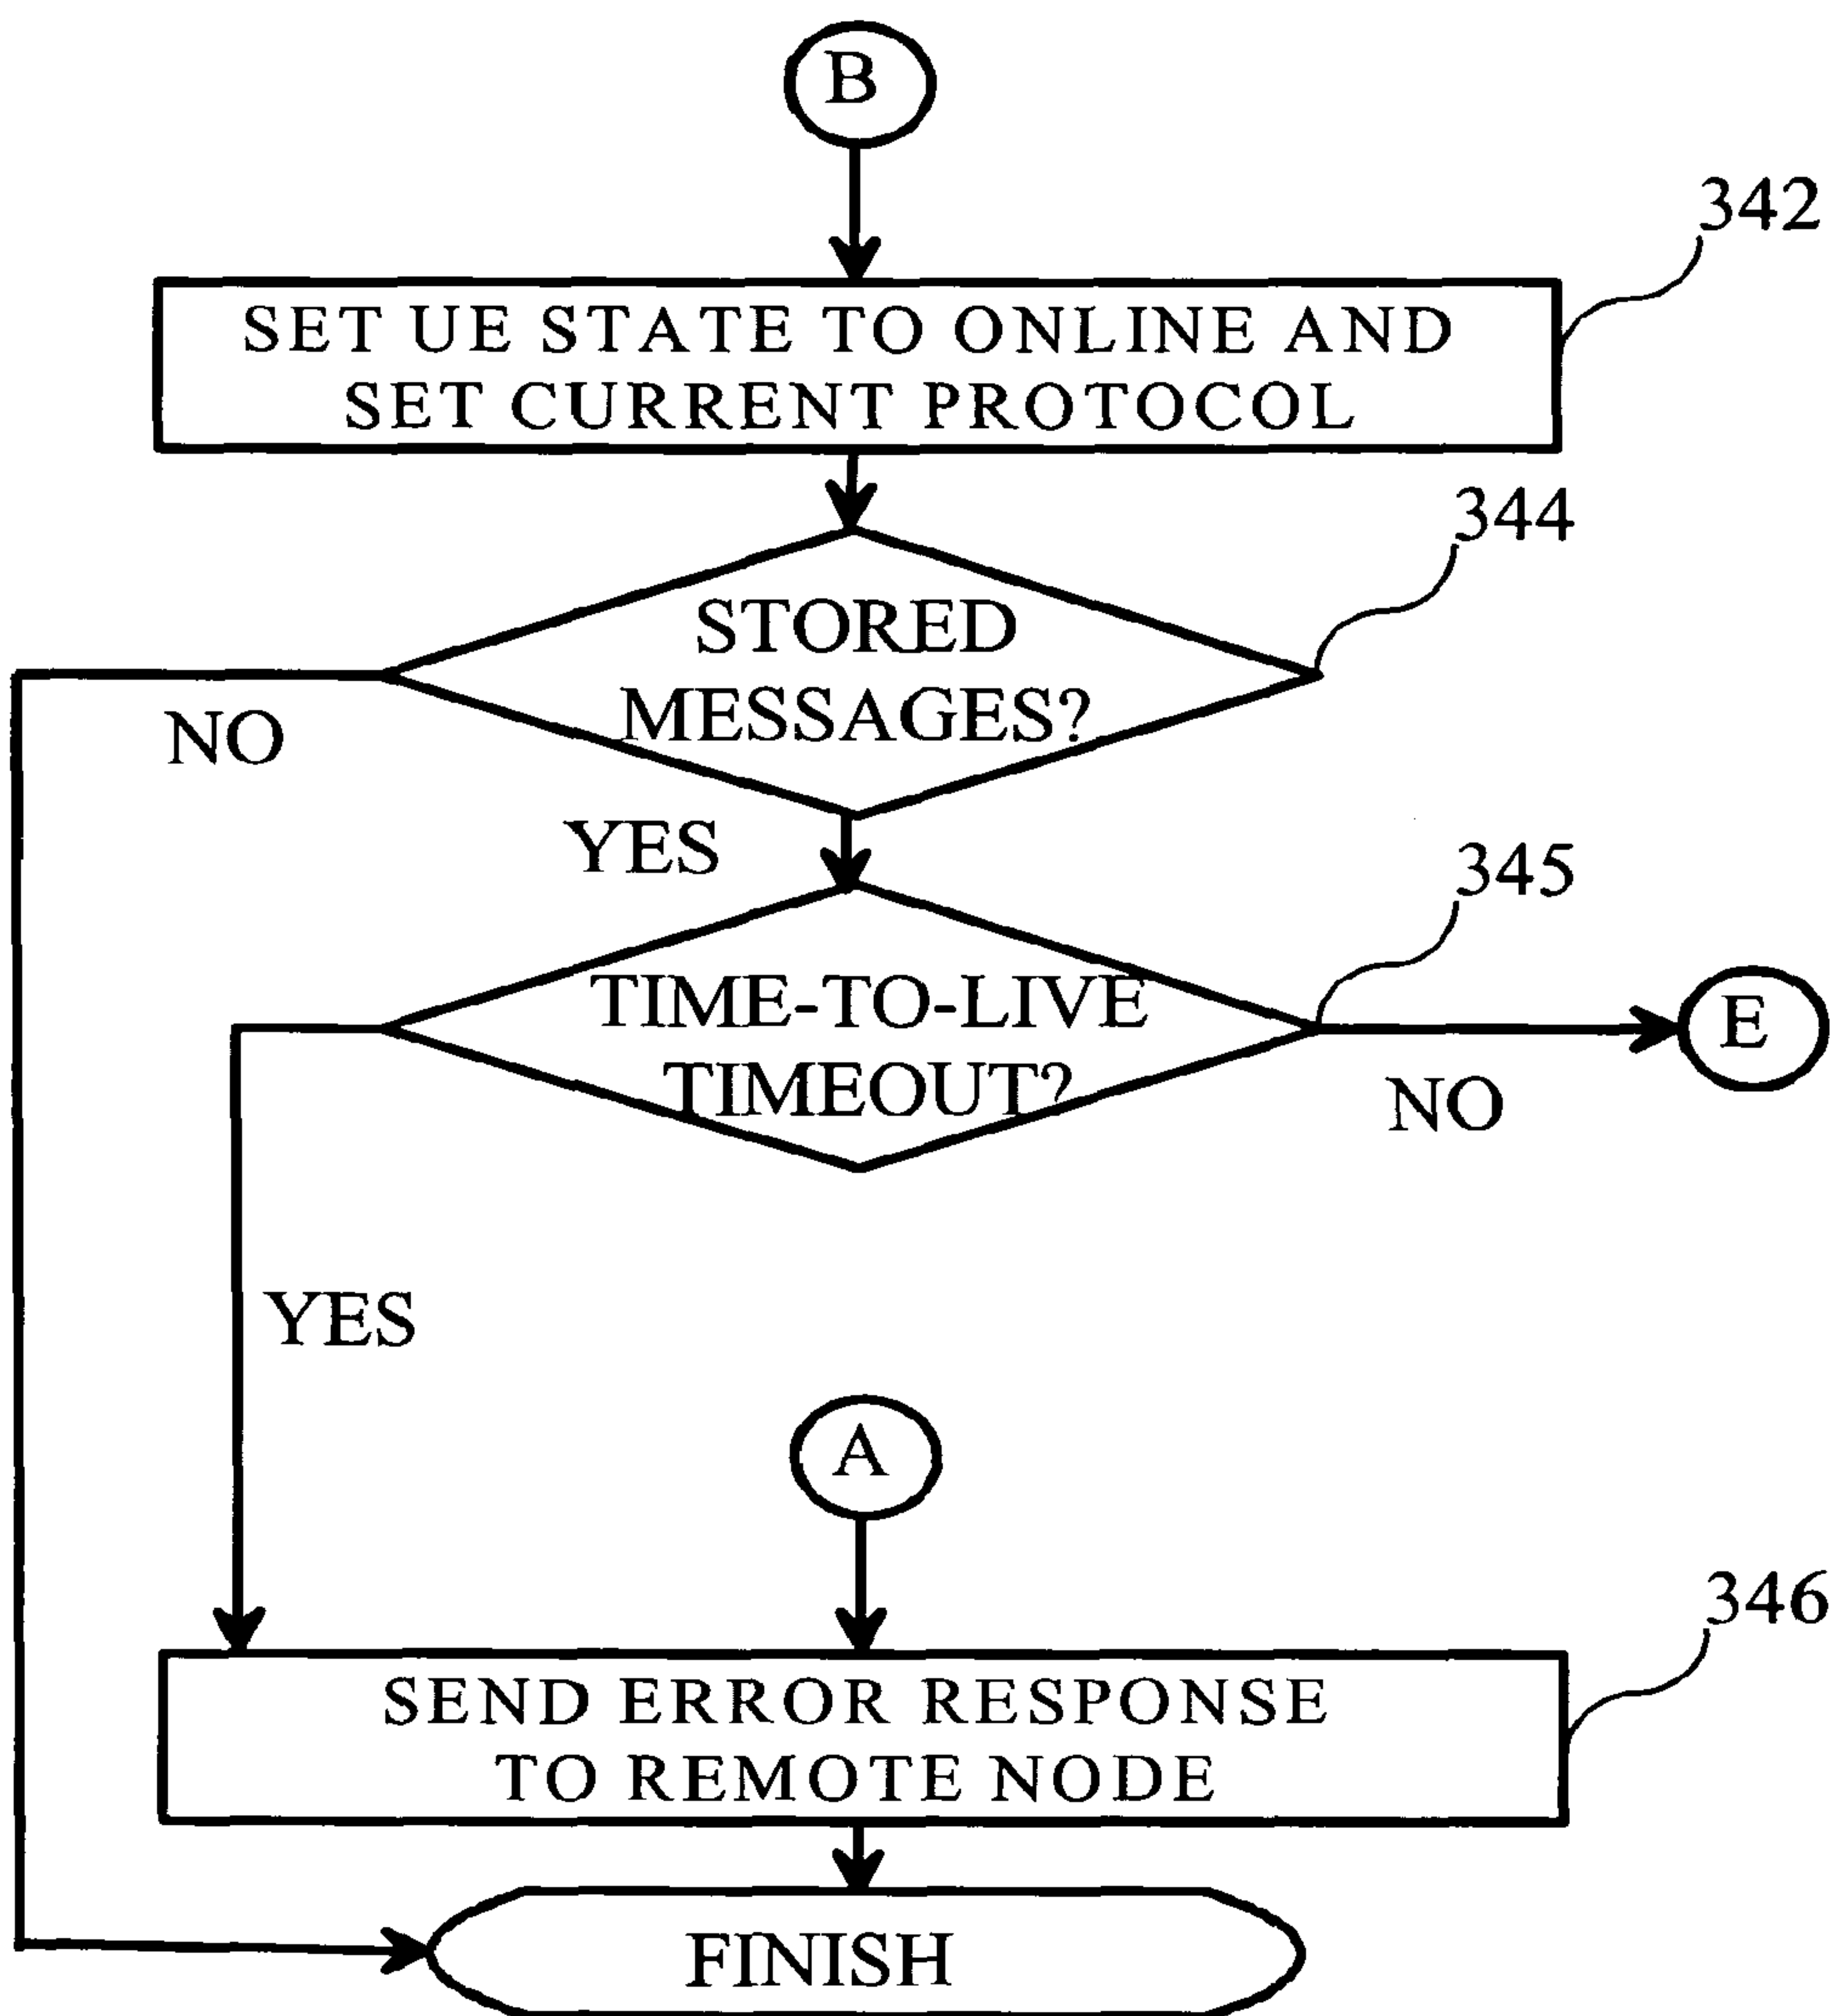 B
342
SET UE STATE TO ONLINE AND
SET CURRENT PROTOCOL
344
STORED
MESSAGES?
NO
YES
345
TIME-TO-LIVE
TIMEOUT?
E
NO
YES
A
346
SEND ERROR RESPONSE
TO REMOTE NODE
FINISH